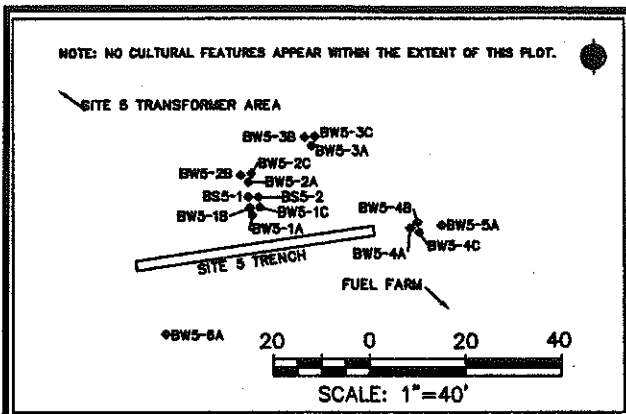 NOTE: NO CULTURAL FEATURES APPEAR WITHIN THE EXTENT OF THIS PLOT.
SITE 5 TRANSFORMER AREA
BW5-3B
BW5-3C
BW5-3A
BW5-2C
BW5-2B
BW5-2A
BS5-1
BS5-2
BW5-1B
BW5-1C
BW5-1A
BW5-4B
BW5-5A
BW5-4A
BW5-4C
SITE 5 TRENCH
FUEL FARM
BW5-6A
20 0 20 40
SCALE: 1"=40'